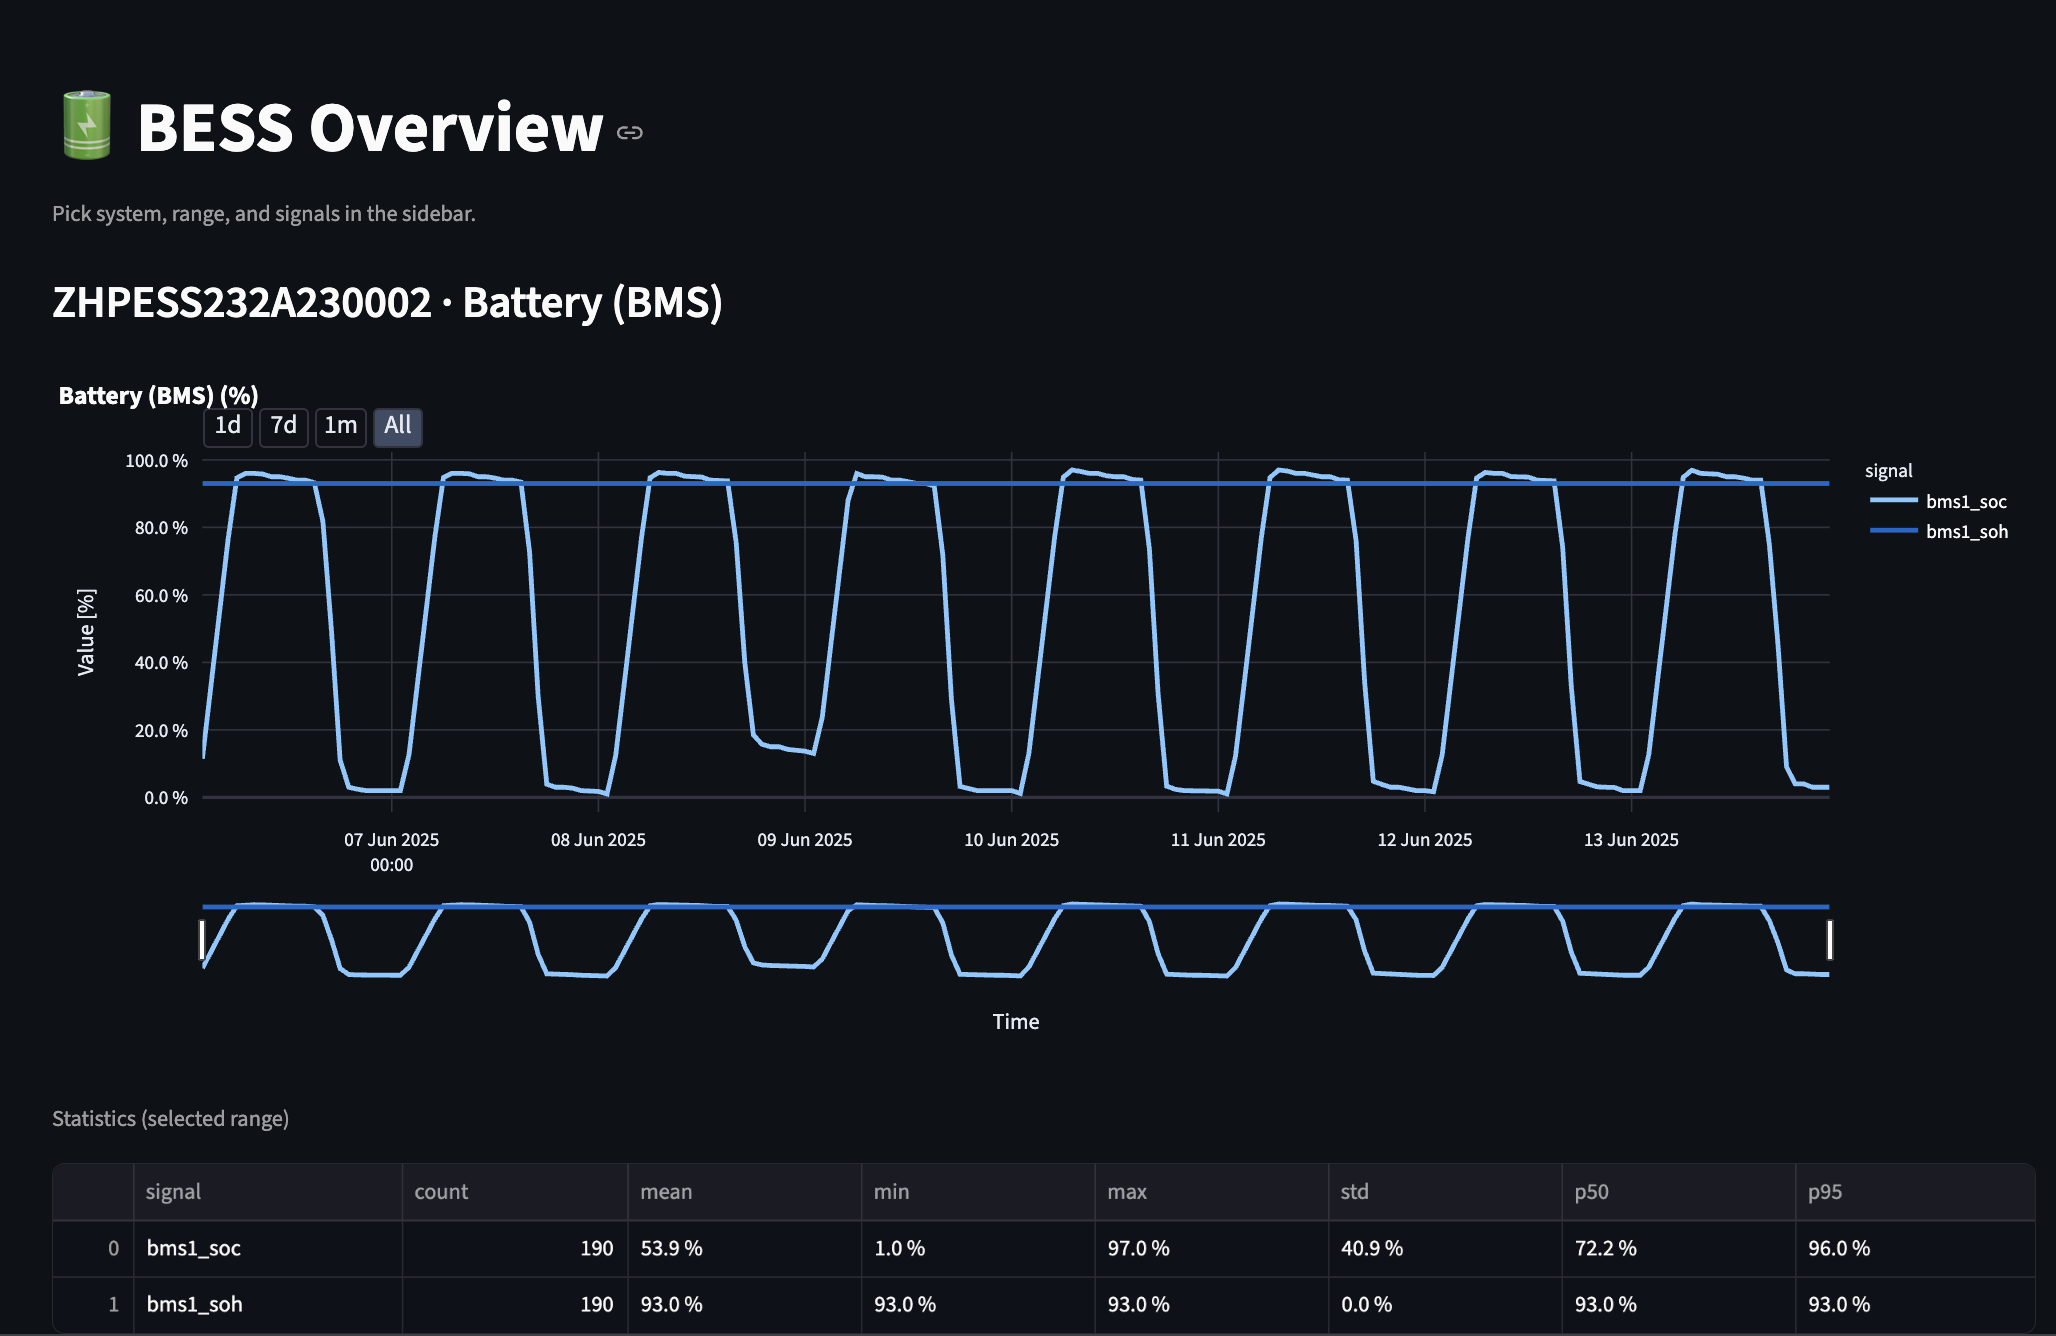 BESS Overview
Pick system, range, and signals in the sidebar.
ZHPESS232A230002 · Battery (BMS)
Battery (BMS) (%)
1d 7d 1m All
100.0 %
80.0 %
60.0 %
40.0 %
20.0 %
0.0 %
Value [%]
signal
bms1_soc
bms1_soh
07 Jun 2025 08 Jun 2025 09 Jun 2025 10 Jun 2025 11 Jun 2025 12 Jun 2025 13 Jun 2025
00:00
Time
Statistics (selected range)
signal count mean min max std p50 p95
0 bms1_soc 190 53.9 % 1.0 % 97.0 % 40.9 % 72.2 % 96.0 %
1 bms1_soh 190 93.0 % 93.0 % 93.0 % 0.0 % 93.0 % 93.0 %